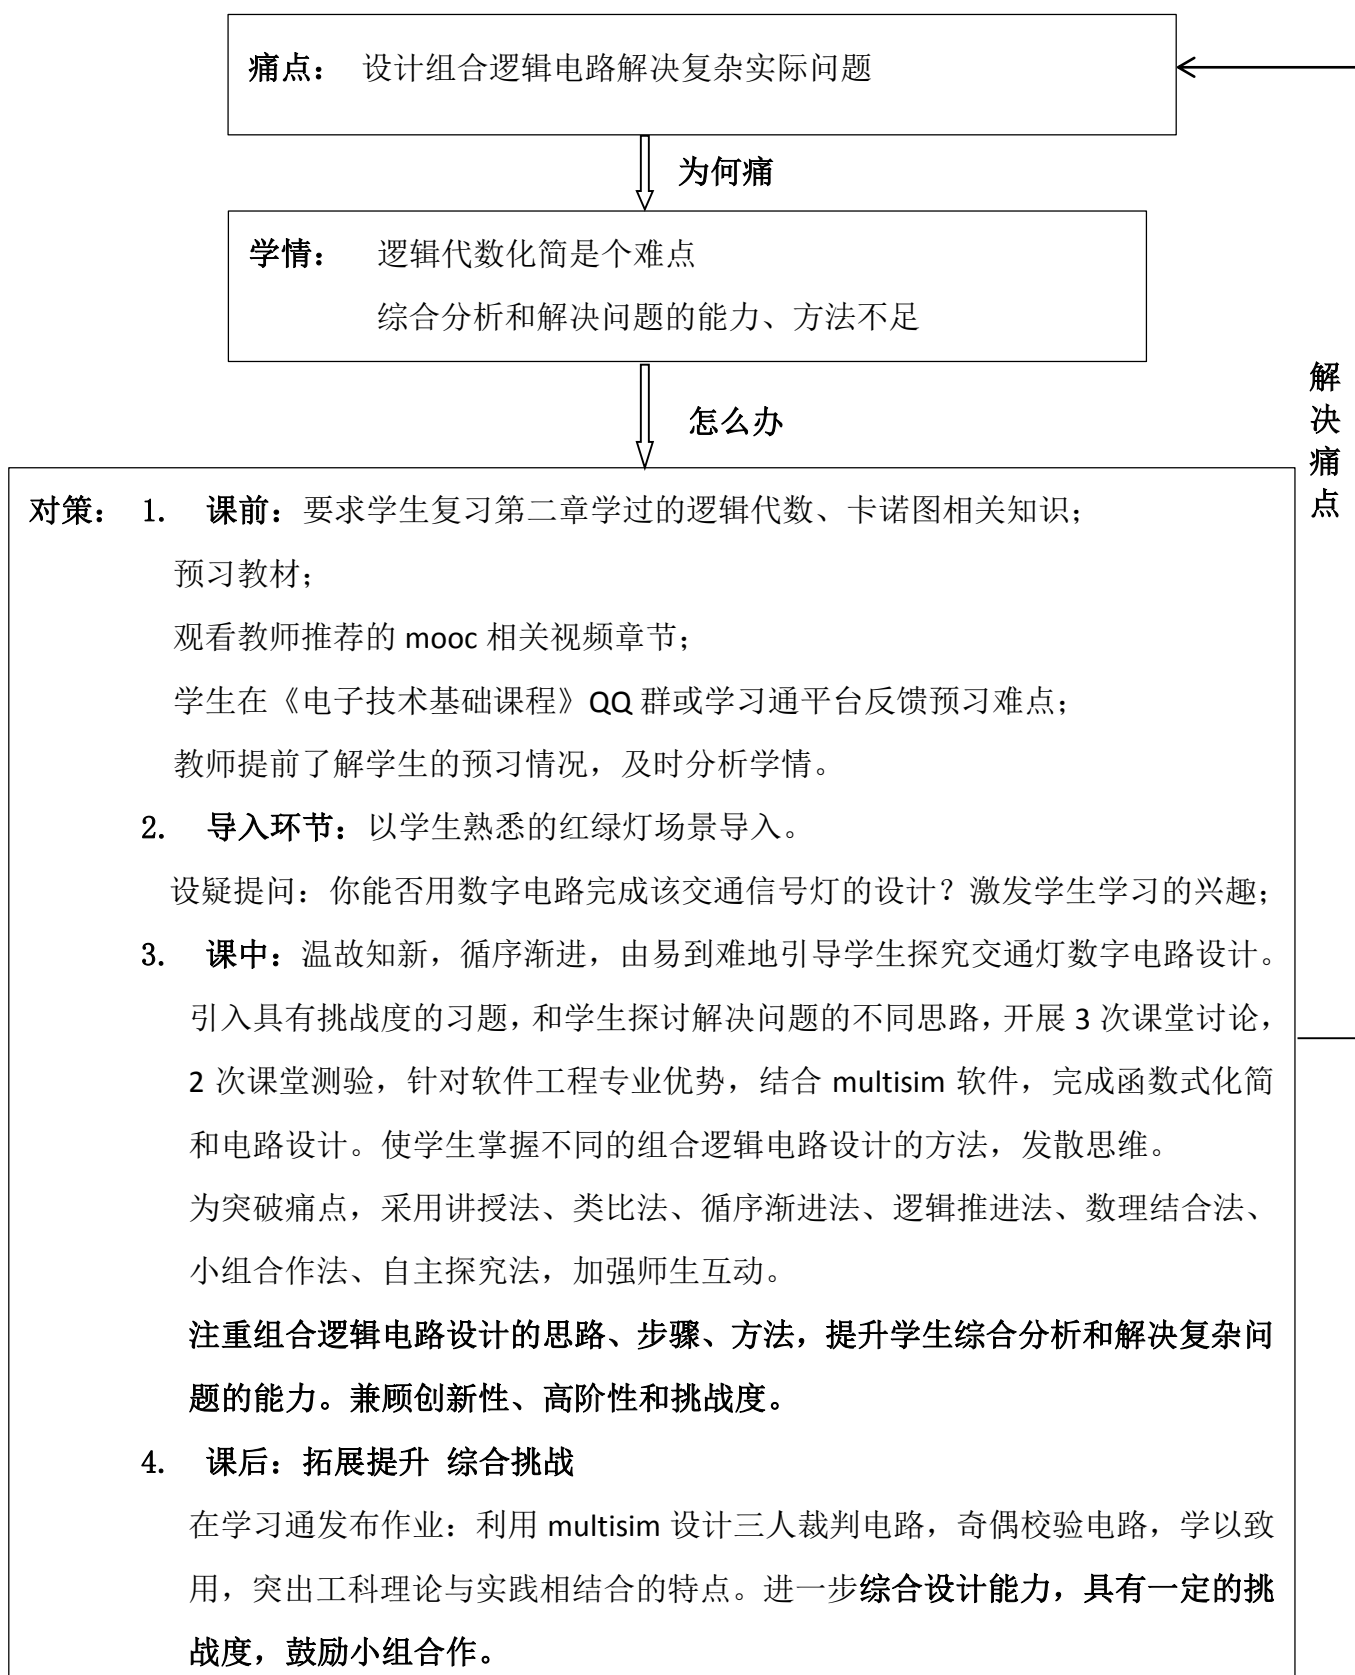 痛点： 设计组合逻辑电路解决复杂实际问题
为何痛
学情： 逻辑代数化简是个难点
综合分析和解决问题的能力、方法不足
怎么办
解
决
痛
点
对策： 1. 课前：要求学生复习第二章学过的逻辑代数、卡诺图相关知识；
预习教材；
观看教师推荐的 mooc 相关视频章节；
学生在《电子技术基础课程》QQ 群或学习通平台反馈预习难点；
教师提前了解学生的预习情况，及时分析学情。
2. 导入环节：以学生熟悉的红绿灯场景导入。
设疑提问：你能否用数字电路完成该交通信号灯的设计？激发学生学习的兴趣；
3. 课中：温故知新，循序渐进，由易到难地引导学生探究交通灯数字电路设计。
引入具有挑战度的习题，和学生探讨解决问题的不同思路，开展 3 次课堂讨论，
2 次课堂测验，针对软件工程专业优势，结合 multisim 软件，完成函数式化简
和电路设计。使学生掌握不同的组合逻辑电路设计的方法，发散思维。
为突破痛点，采用讲授法、类比法、循序渐进法、逻辑推进法、数理结合法、
小组合作法、自主探究法，加强师生互动。
注重组合逻辑电路设计的思路、步骤、方法，提升学生综合分析和解决复杂问
题的能力。兼顾创新性、高阶性和挑战度。
4. 课后：拓展提升 综合挑战
在学习通发布作业：利用 multisim 设计三人裁判电路，奇偶校验电路，学以致
用，突出工科理论与实践相结合的特点。进一步综合设计能力，具有一定的挑
战度，鼓励小组合作。